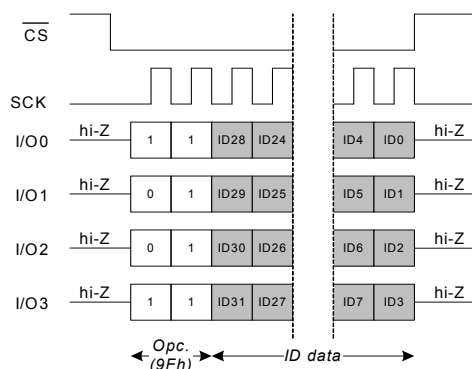 CS
SCK
I/O0 hi-Z 1 1 ID28 ID24 ID4 ID0 hi-Z
I/O1 hi-Z 0 1 ID29 ID25 ID5 ID1 hi-Z
I/O2 hi-Z 0 1 ID30 ID26 ID6 ID2 hi-Z
I/O3 hi-Z 1 1 ID31 ID27 ID7 ID3 hi-Z
Opc. ID data
(9Fh)